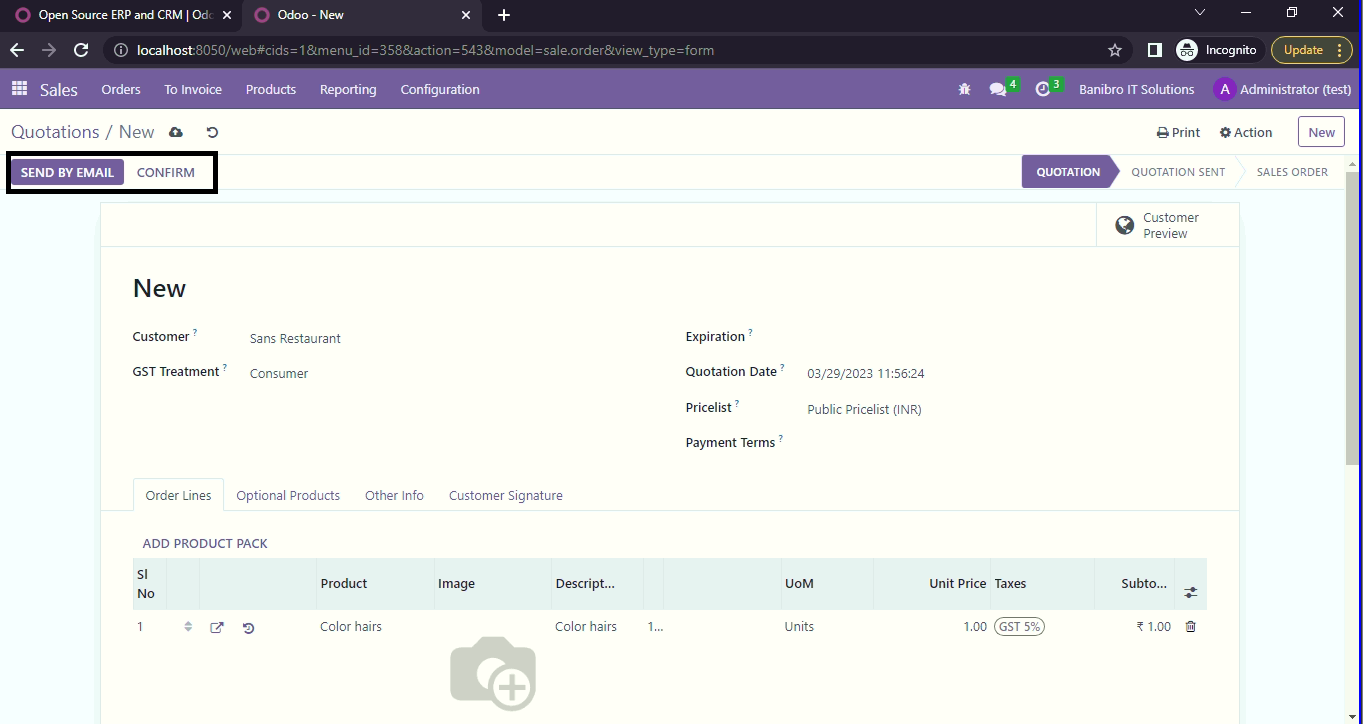 Open Source ERP and CRM | Odo
Odoo - New
localhost:8050/web#cids=1&menu_id=358&action=543&model=sale.order&view_type=form
Incognito
Update
Sales
Orders
To Invoice
Products
Reporting
Configuration
4
3
Banibro IT Solutions
A
Administrator (test)
Quotations / New
Print
Action
New
SEND BY EMAIL
CONFIRM
QUOTATION
QUOTATION SENT
SALES ORDER
Customer
Preview
New
Customer ?
Sans Restaurant
Expiration ?
GST Treatment ?
Consumer
Quotation Date ?
03/29/2023 11:56:24
Pricelist ?
Public Pricelist (INR)
Payment Terms ?
Order Lines
Optional Products
Other Info
Customer Signature
ADD PRODUCT PACK
Sl
No
Product
Image
Descript...
UoM
Unit Price
Taxes
Subto...
1
Color hairs
Color hairs
1...
Units
1.00
GST 5%
₹ 1.00